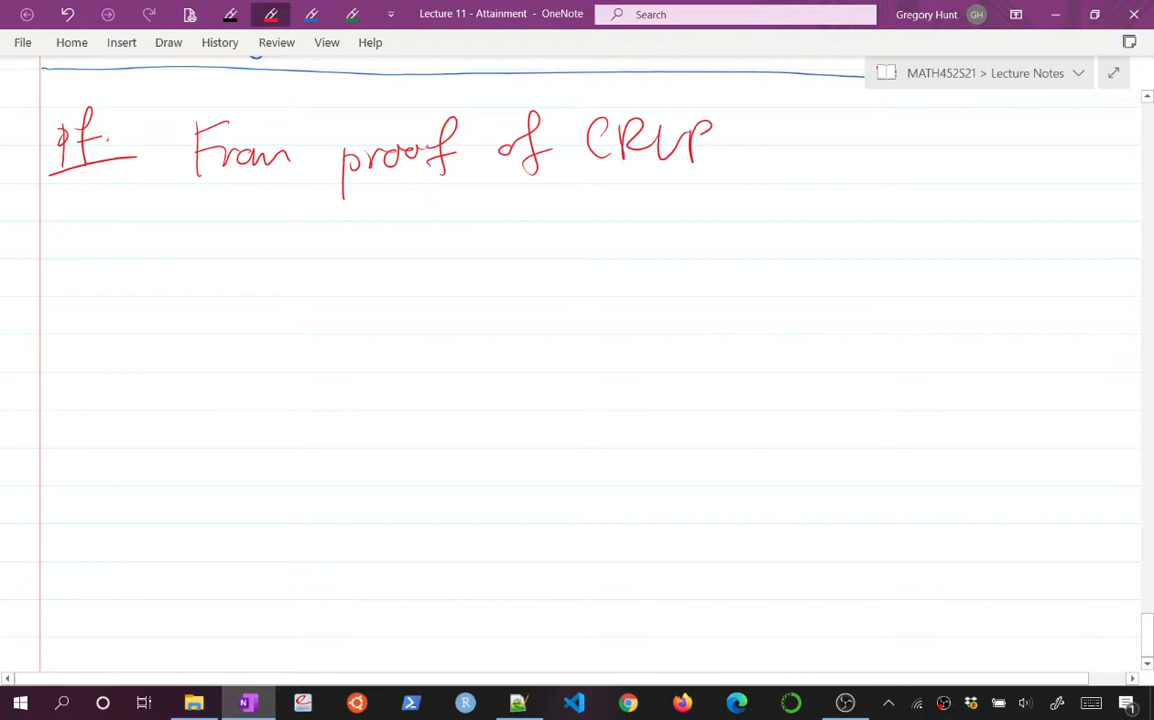 Lecture 11 - Attainment - OneNote
Search
Gregory Hunt
GH
File Home Insert Draw History Review View Help
MATH452S21 > Lecture Notes
Pf. From proof of CRLB